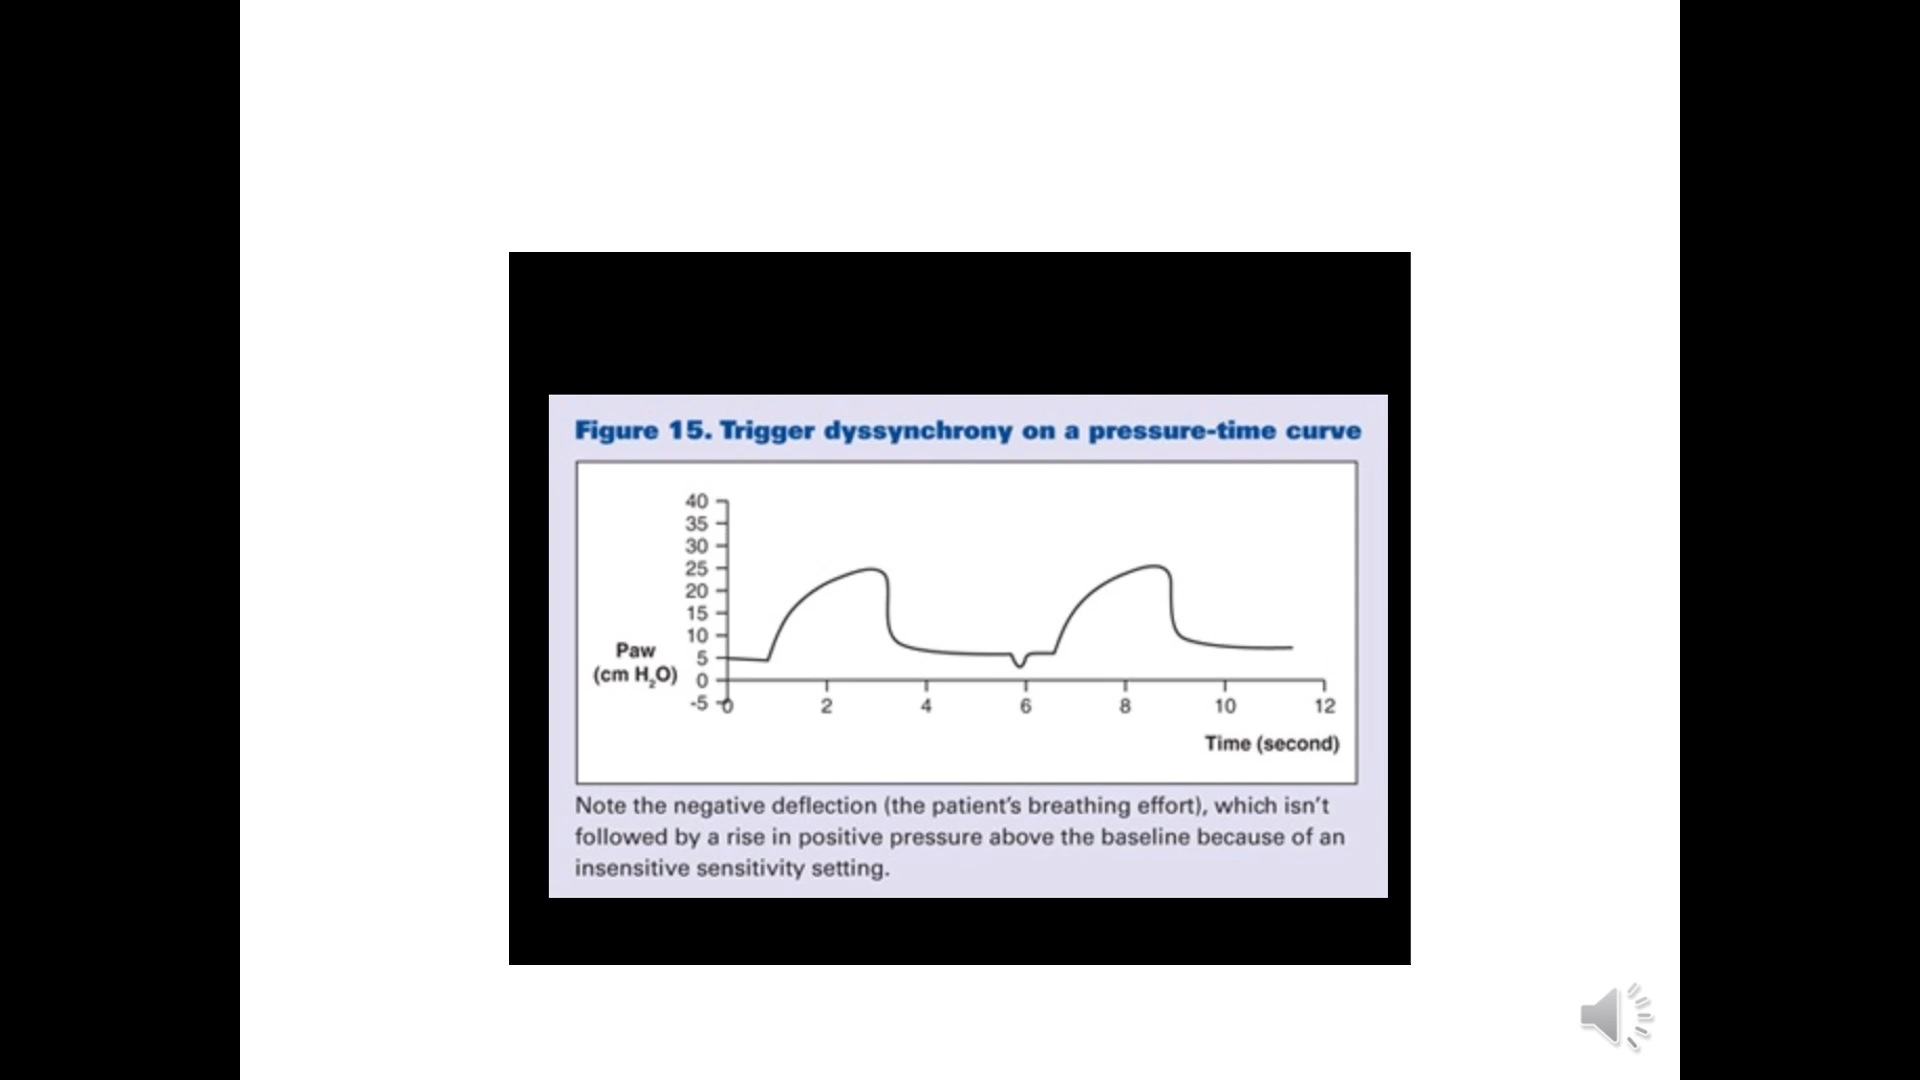 Figure 15. Trigger dyssynchrony on a pressure-time curve
40
35
30
25
20
15
10
5
0
-5
Paw
(cm H₂O)
0 2 4 6 8 10 12
Time (second)
Note the negative deflection (the patient's breathing effort), which isn't
followed by a rise in positive pressure above the baseline because of an
insensitive sensitivity setting.